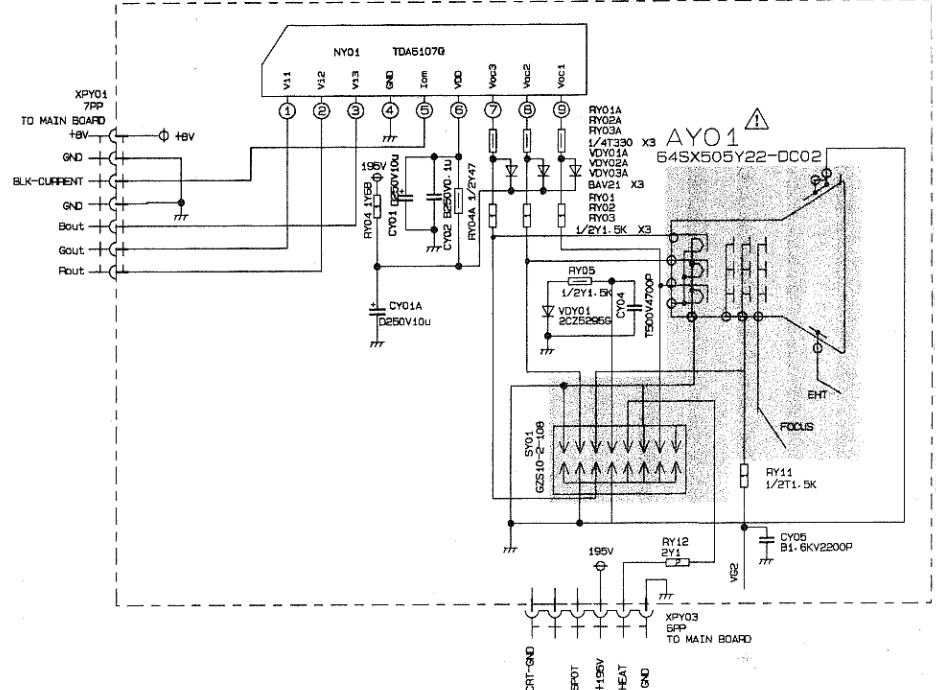 NY01 TDA6107Q
Vi1
Vi2
Vi3
GND
Iom
VDD
Voc3
Voc2
Voc1
1 2 3 4 5 6 7 8 9
XPY01
7PP
TO MAIN BOARD
+8V
+8V
GND
BLK-CURRENT
GND
Bout
Gout
Rout
195V
RY04 1Y68
CY01 D250V10u
CY02 B250V0.1u
RY04A 1/2Y47
CY01A
D250V10u
RY01A
RY02A
RY03A
1/4T330 X3
VDY01A
VDY02A
VDY03A
BAV21 X3
RY01
RY02
RY03
1/2Y1.5K X3
AY01
64SX505Y22-DC02
RY05
1/2Y1.5K
VDY01
2CZ5295G
CY04
T500V4700P
EHT
FOCUS
SY01
GZS10-2-108
RY11
1/2T1.5K
CY05
B1.6KV2200P
VG2
RY12
2Y1
2
195V
XPY03
6PP
TO MAIN BOARD
CRT-GND
SPOT
+195V
HEAT
GND